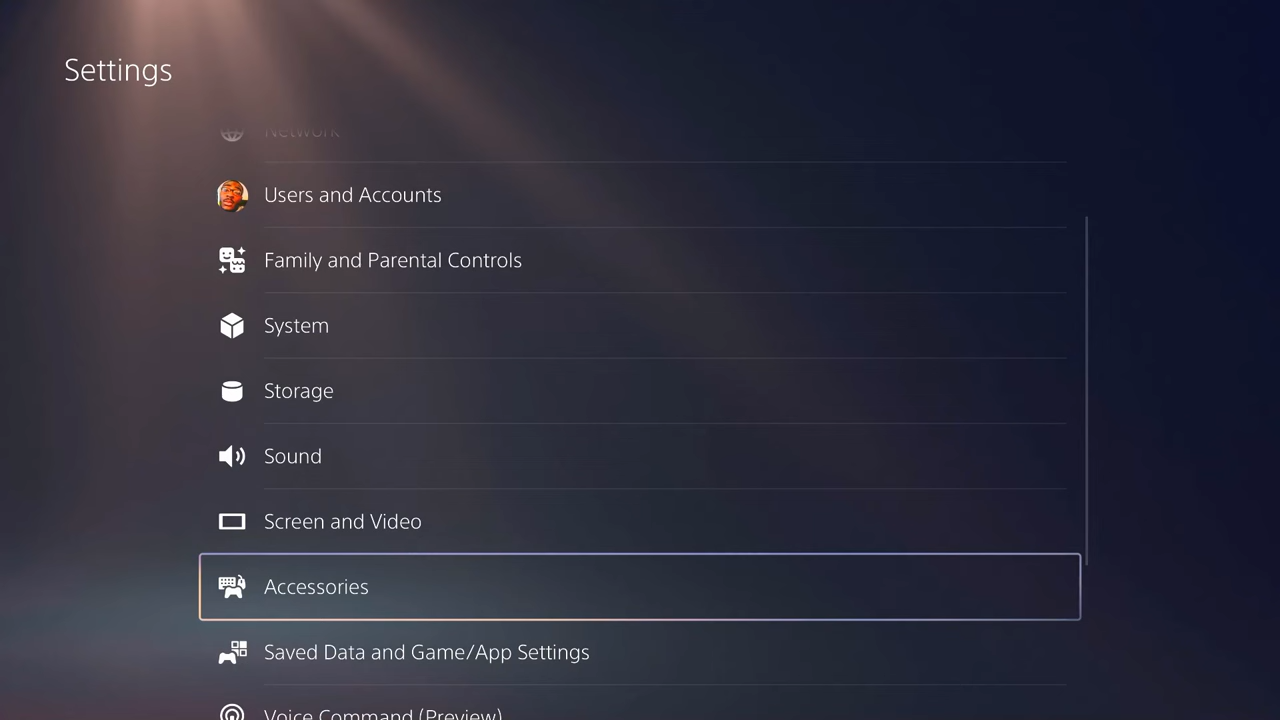 Settings
Network
Users and Accounts
Family and Parental Controls
System
Storage
Sound
Screen and Video
Accessories
Saved Data and Game/App Settings
Voice Command (Preview)